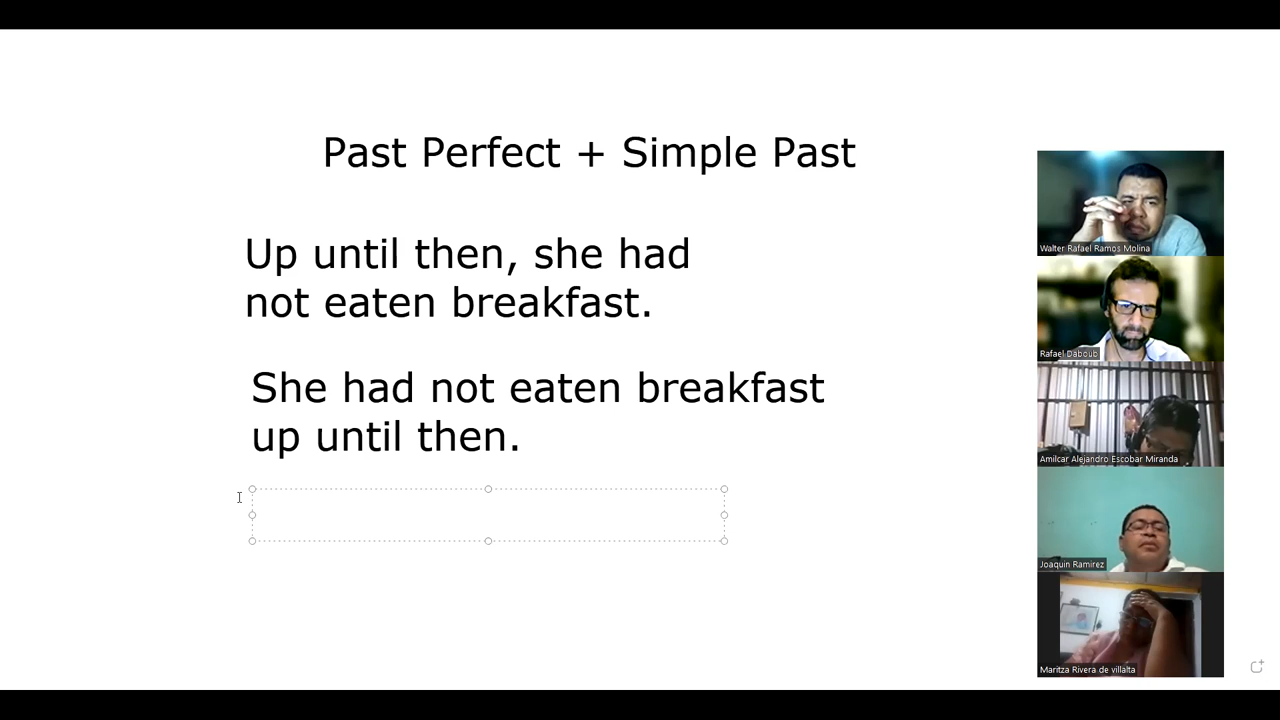 Past Perfect + Simple Past
Up until then, she had
not eaten breakfast.
She had not eaten breakfast
up until then.
Walter Rafael Ramos Molina
Rafael Daboub
Amilcar Alejandro Escobar Miranda
Joaquin Ramirez
Maritza Rivera de villalta